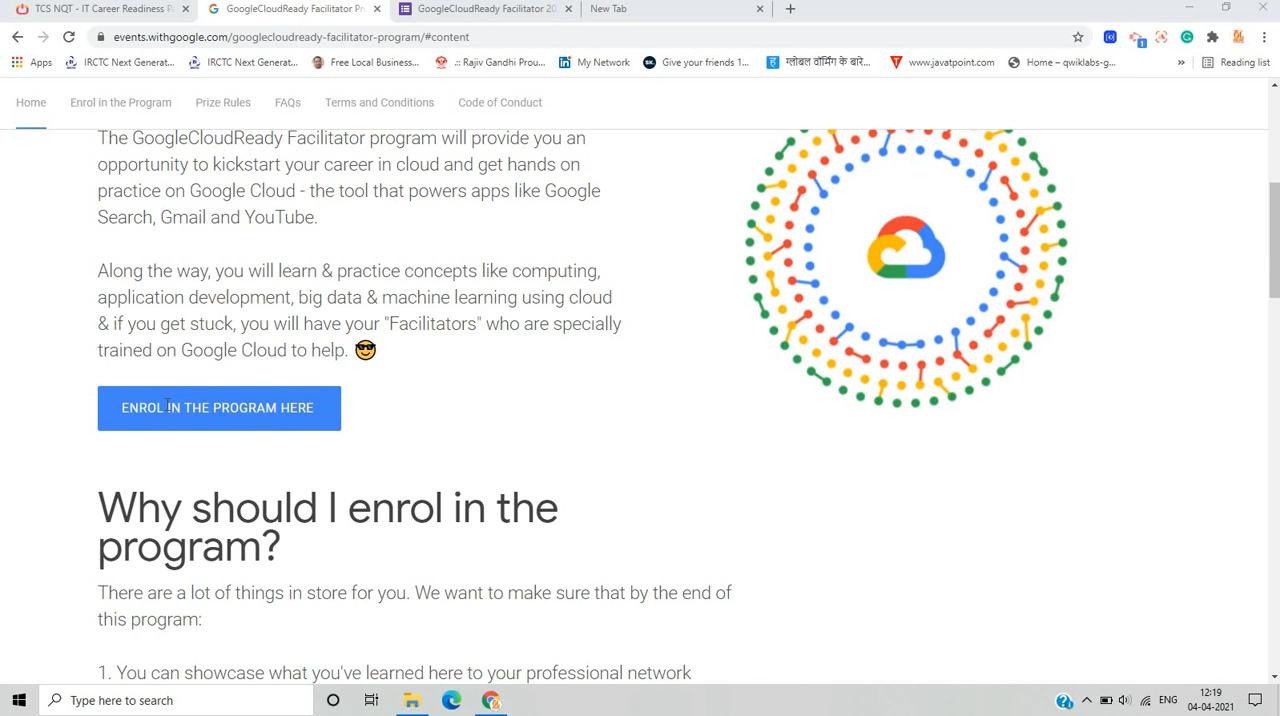 TCS NQT - IT Career Readiness P
GoogleCloudReady Facilitator Pr
GoogleCloudReady Facilitator 20
New Tab
events.withgoogle.com/googlecloudready-facilitator-program/#content
Apps
IRCTC Next Generat...
IRCTC Next Generat...
Free Local Business...
.: Rajiv Gandhi Prou...
My Network
Give your friends 1...
ग्लोबल वॉर्मिंग के बारे...
www.javatpoint.com
Home – qwiklabs-g...
»
Reading list
Home
Enrol in the Program
Prize Rules
FAQs
Terms and Conditions
Code of Conduct
The GoogleCloudReady Facilitator program will provide you an
opportunity to kickstart your career in cloud and get hands on
practice on Google Cloud - the tool that powers apps like Google
Search, Gmail and YouTube.
Along the way, you will learn & practice concepts like computing,
application development, big data & machine learning using cloud
& if you get stuck, you will have your "Facilitators" who are specially
trained on Google Cloud to help. 😎
ENROL IN THE PROGRAM HERE
Why should I enrol in the
program?
There are a lot of things in store for you. We want to make sure that by the end of
this program:
1. You can showcase what you've learned here to your professional network
Type here to search
ENG
12:19
04-04-2021